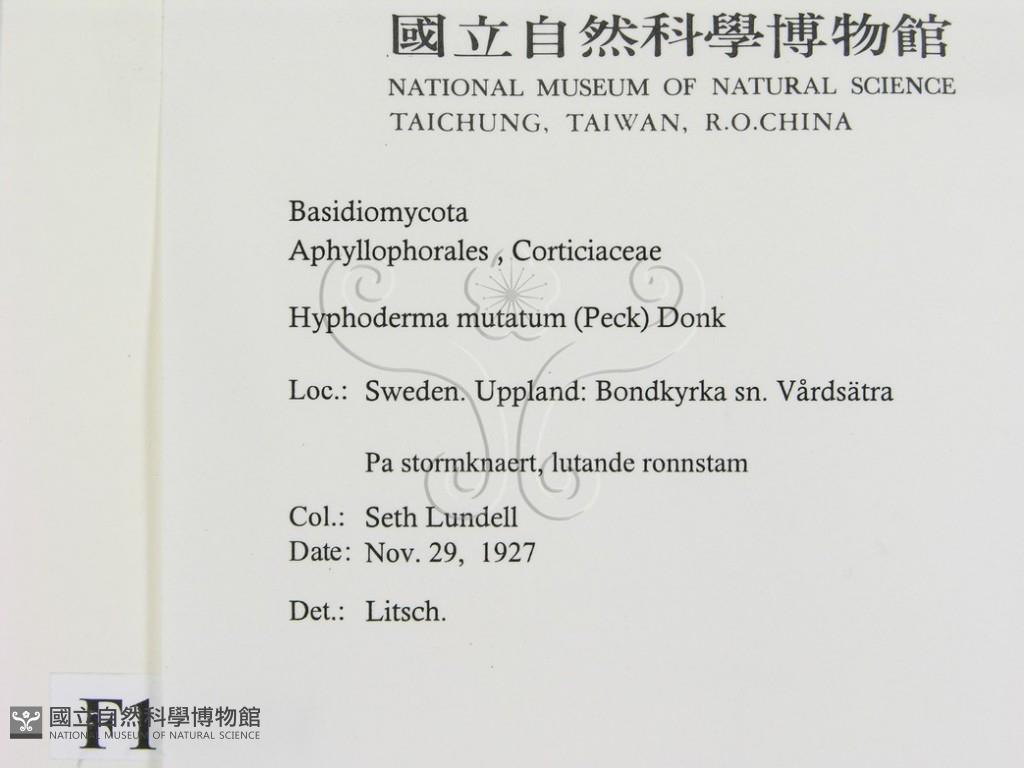 國立自然科學博物館
NATIONAL MUSEUM OF NATURAL SCIENCE
TAICHUNG, TAIWAN, R.O.CHINA
Basidiomycota
Aphyllophorales , Corticiaceae
Hyphoderma mutatum (Peck) Donk
Loc.: Sweden. Uppland: Bondkyrka sn. Vårdsätra
Pa stormknaert, lutande ronnstam
Col.: Seth Lundell
Date: Nov. 29, 1927
Det.: Litsch.
F1
國立自然科學博物館
NATIONAL MUSEUM OF NATURAL SCIENCE